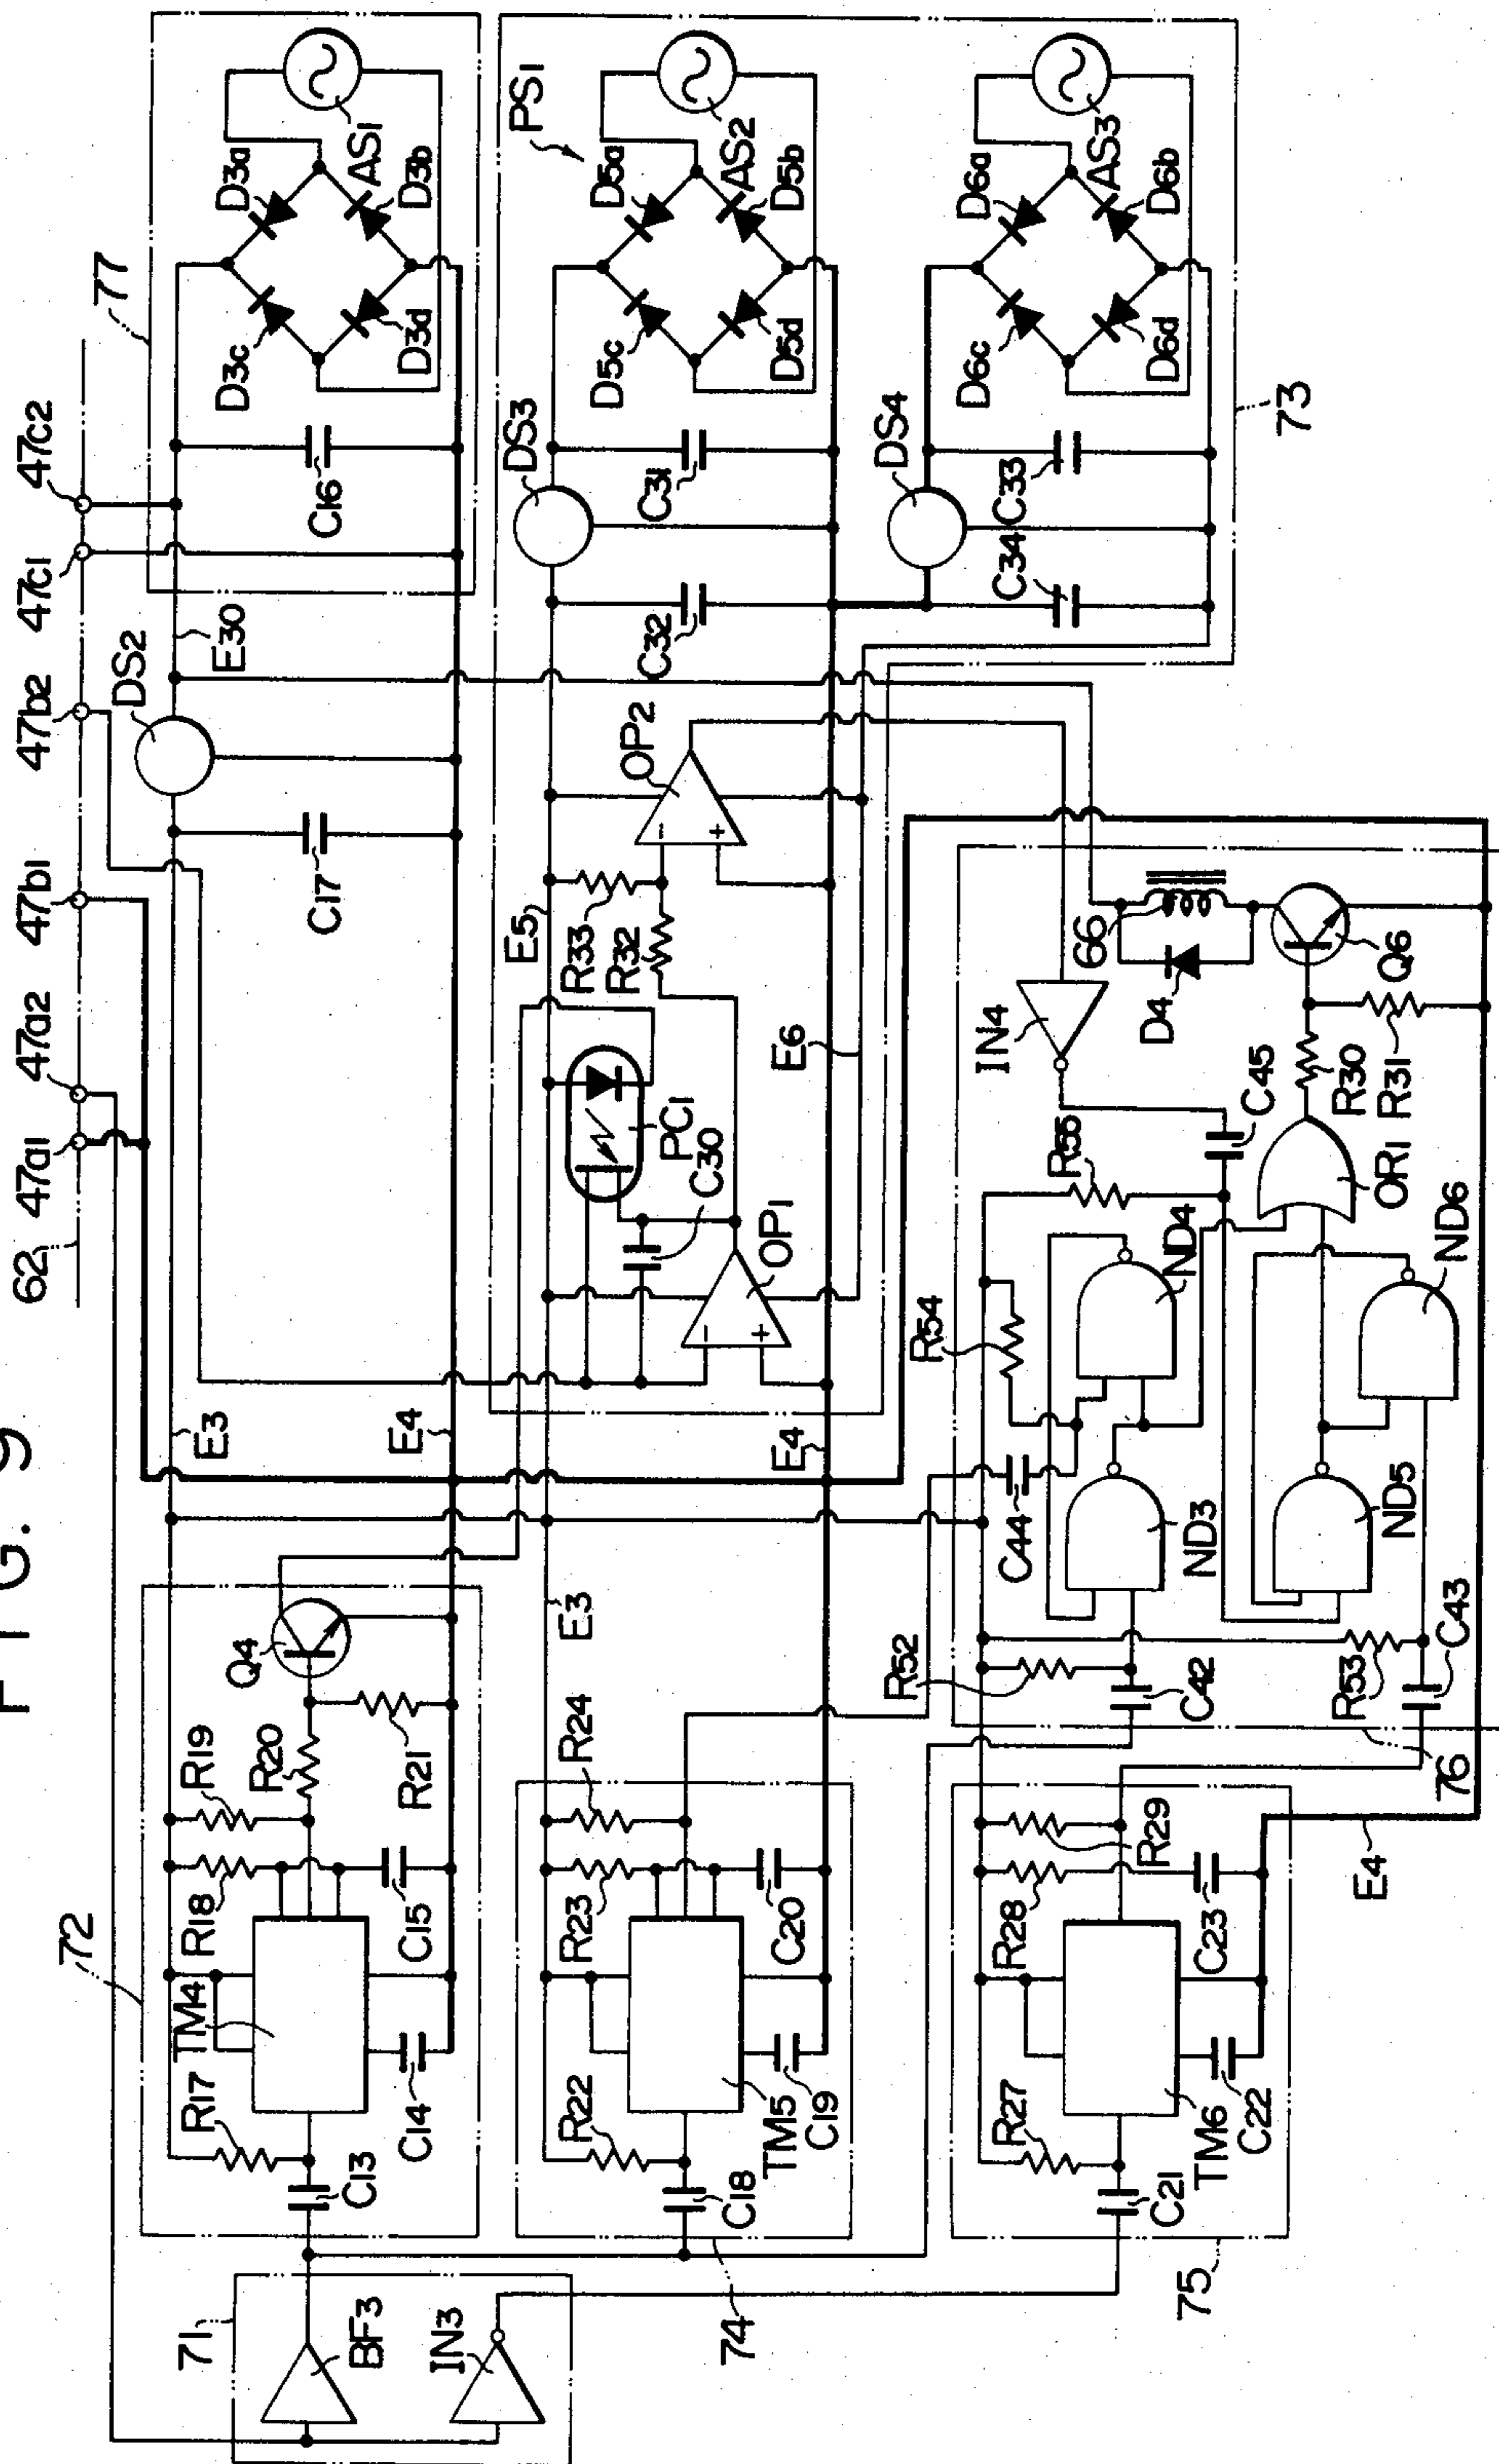 FIG. 9
62
47a1
47a2
47b1
47b2
47c1
47c2
77
72
R17
TM4
R18
R19
R20
Q4
E3
DS2
E30
C16
D3c
D3a
AS1
D3d
D3b
C13
C14
C15
R21
E4
C17
71
BF3
IN3
E5
R33
R32
OP2
DS3
PS1
D5c
D5a
AS2
D5d
D5b
C31
C32
PC1
C30
OP1
E6
E4
E3
R22
R23
R24
C18
TM5
C19
C20
74
DS4
C34
C33
D6c
D6a
AS3
D6d
D6b
73
R52
C44
R54
ND4
R55
IN4
66
D4
Q6
C45
R30
R31
OR1
ND6
ND3
ND5
C42
R53
C43
76
R27
R28
R29
C21
TM6
C22
C23
E4
75